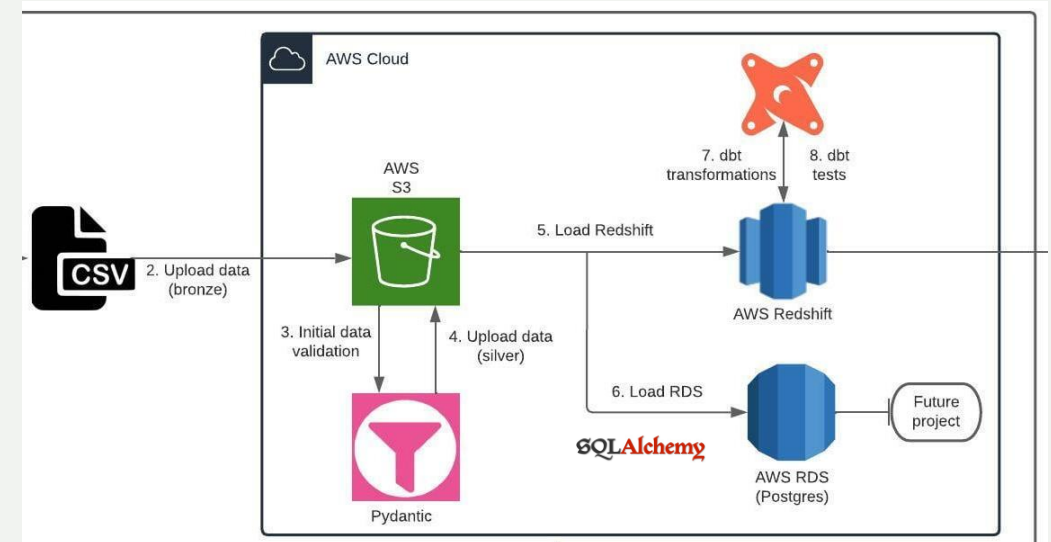 AWS Cloud
AWS
S3
7. dbt
transformations
8. dbt
tests
5. Load Redshift
CSV
2. Upload data
(bronze)
AWS Redshift
3. Initial data
validation
4. Upload data
(silver)
6. Load RDS
Future
project
SQLAlchemy
AWS RDS
(Postgres)
Pydantic